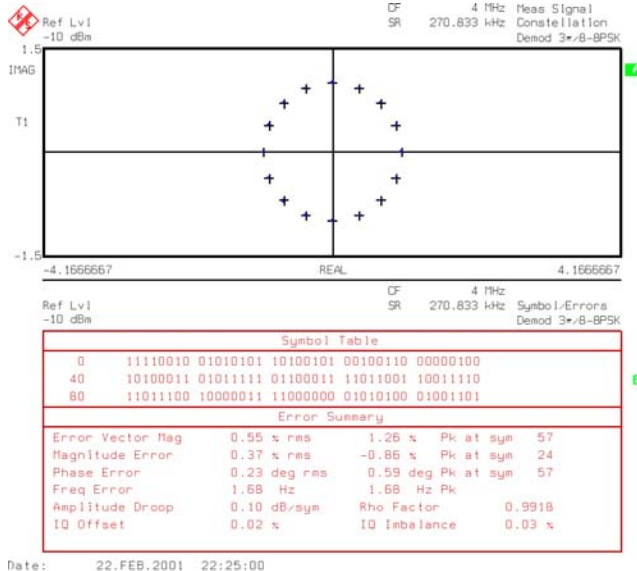 CF 4 MHz Meas Signal
Ref Lvl SR 270.833 kHz Constellation
-10 dBm Demod 3π/8-8PSK
1.5
IMAG
A
T1
-1.5
-4.1666667 REAL 4.1666667
CF 4 MHz
Ref Lvl SR 270.833 kHz Symbol/Errors
-10 dBm Demod 3π/8-8PSK
Symbol Table
0 11110010 01010101 10100101 00100110 00000100
40 10100011 01011111 01100011 11011001 10011110
80 11011100 10000011 11000000 01010100 01001101
B
Error Summary
Error Vector Mag 0.55 % rms 1.26 % Pk at sym 57
Magnitude Error 0.37 % rms -0.86 % Pk at sym 24
Phase Error 0.23 deg rms 0.59 deg Pk at sym 57
Freq Error 1.68 Hz 1.68 Hz Pk
Amplitude Droop 0.10 dB/sym Rho Factor 0.9918
IQ Offset 0.02 % IQ Imbalance 0.03 %
Date: 22.FEB.2001 22:25:00